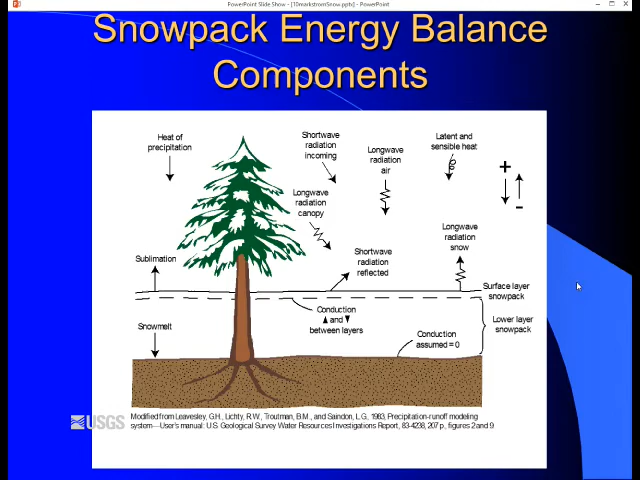 PowerPoint Slide Show - [10markstromSnow.pptx] - PowerPoint
Snowpack Energy Balance
Components
Heat of
precipitation
Shortwave
radiation
incoming
Longwave
radiation
air
Latent and
sensible heat
+
-
Longwave
radiation
canopy
Longwave
radiation
snow
Shortwave
radiation
reflected
Sublimation
Surface layer
snowpack
Conduction
▲ and ▼
between layers
Lower layer
snowpack
Snowmelt
Conduction
assumed = 0
USGS
Modified from Leavesley, G.H., Lichty, R.W., Troutman, B.M., and Saindon, L.G., 1983, Precipitation-runoff modeling
system—User's manual: U.S. Geological Survey Water Resources Investigations Report, 83-4238, 207 p., figures 2 and 9